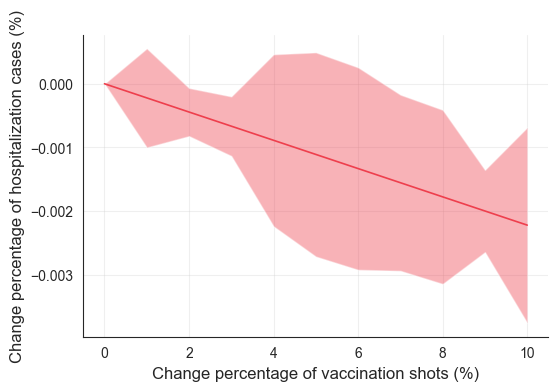 Change percentage of hospitalization cases (%)
0.000
−0.001
−0.002
−0.003
0 2 4 6 8 10
Change percentage of vaccination shots (%)